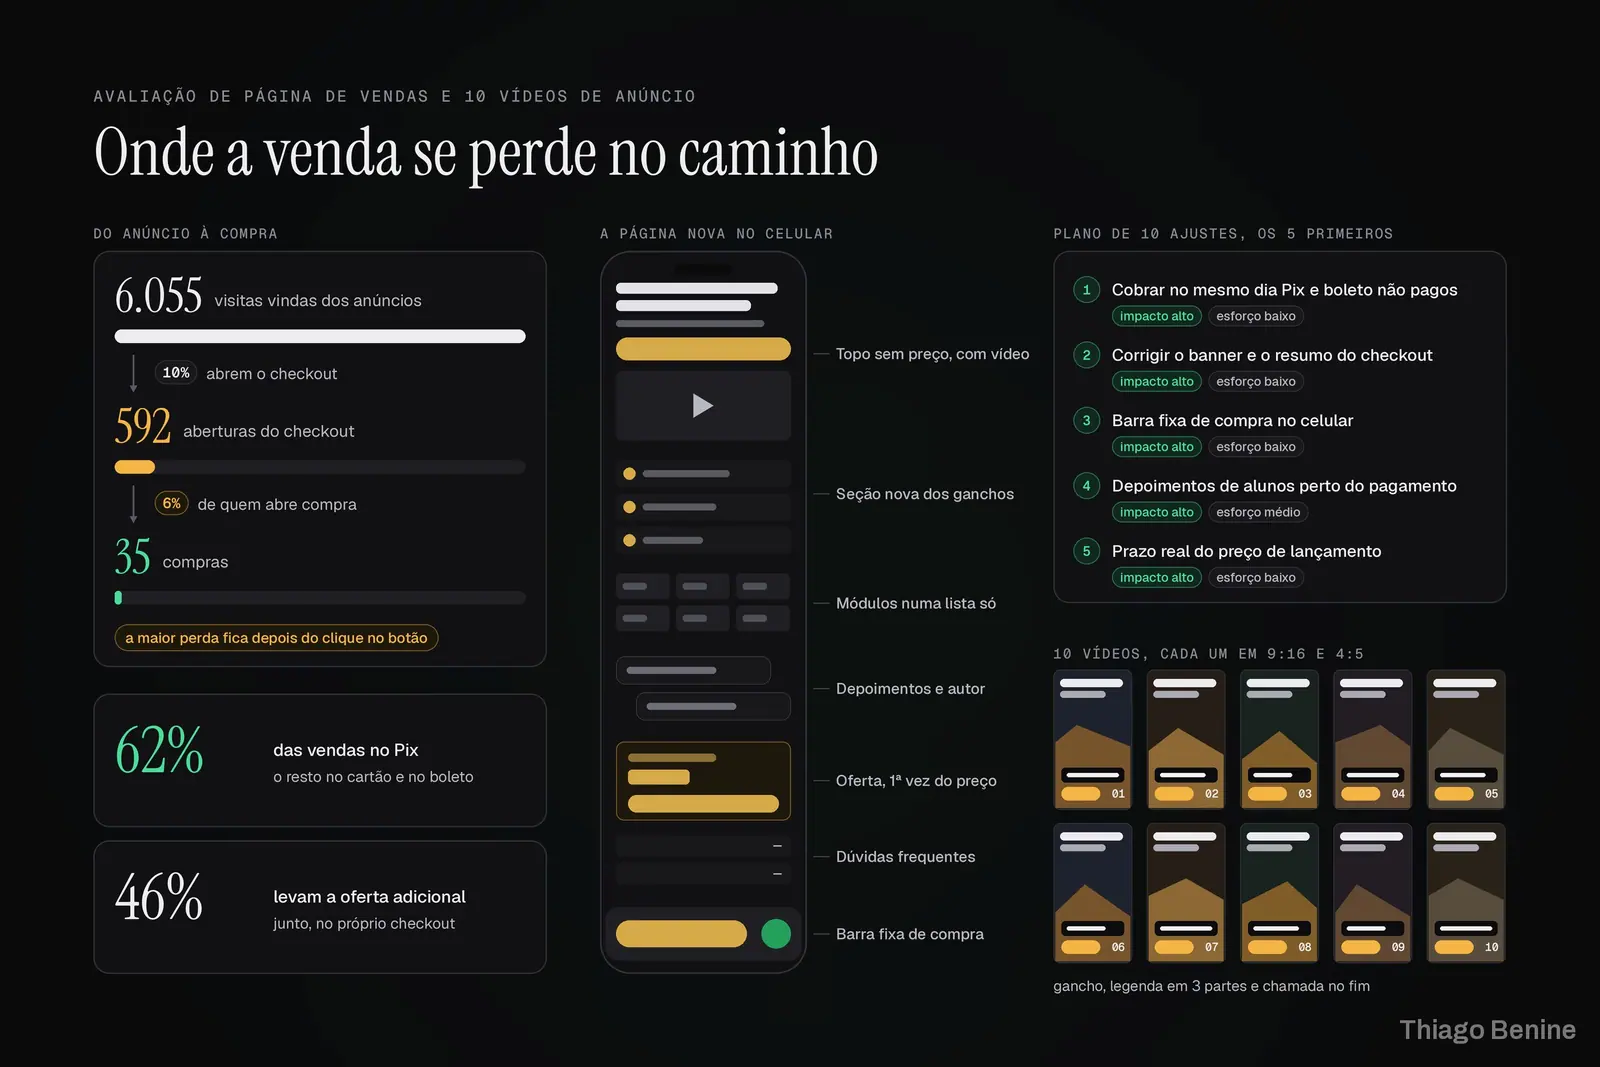 AVALIAÇÃO DE PÁGINA DE VENDAS E 10 VÍDEOS DE ANÚNCIO
Onde a venda se perde no caminho
DO ANÚNCIO À COMPRA
6.055 visitas vindas dos anúncios
10% abrem o checkout
592 aberturas do checkout
6% de quem abre compra
35 compras
a maior perda fica depois do clique no botão
62% das vendas no Pix
o resto no cartão e no boleto
46% levam a oferta adicional
junto, no próprio checkout
A PÁGINA NOVA NO CELULAR
Topo sem preço, com vídeo
Seção nova dos ganchos
Módulos numa lista só
Depoimentos e autor
Oferta, 1ª vez do preço
Dúvidas frequentes
Barra fixa de compra
PLANO DE 10 AJUSTES, OS 5 PRIMEIROS
1 Cobrar no mesmo dia Pix e boleto não pagos
impacto alto esforço baixo
2 Corrigir o banner e o resumo do checkout
impacto alto esforço baixo
3 Barra fixa de compra no celular
impacto alto esforço baixo
4 Depoimentos de alunos perto do pagamento
impacto alto esforço médio
5 Prazo real do preço de lançamento
impacto alto esforço baixo
10 VÍDEOS, CADA UM EM 9:16 E 4:5
01 02 03 04 05
06 07 08 09 10
gancho, legenda em 3 partes e chamada no fim
Thiago Benine